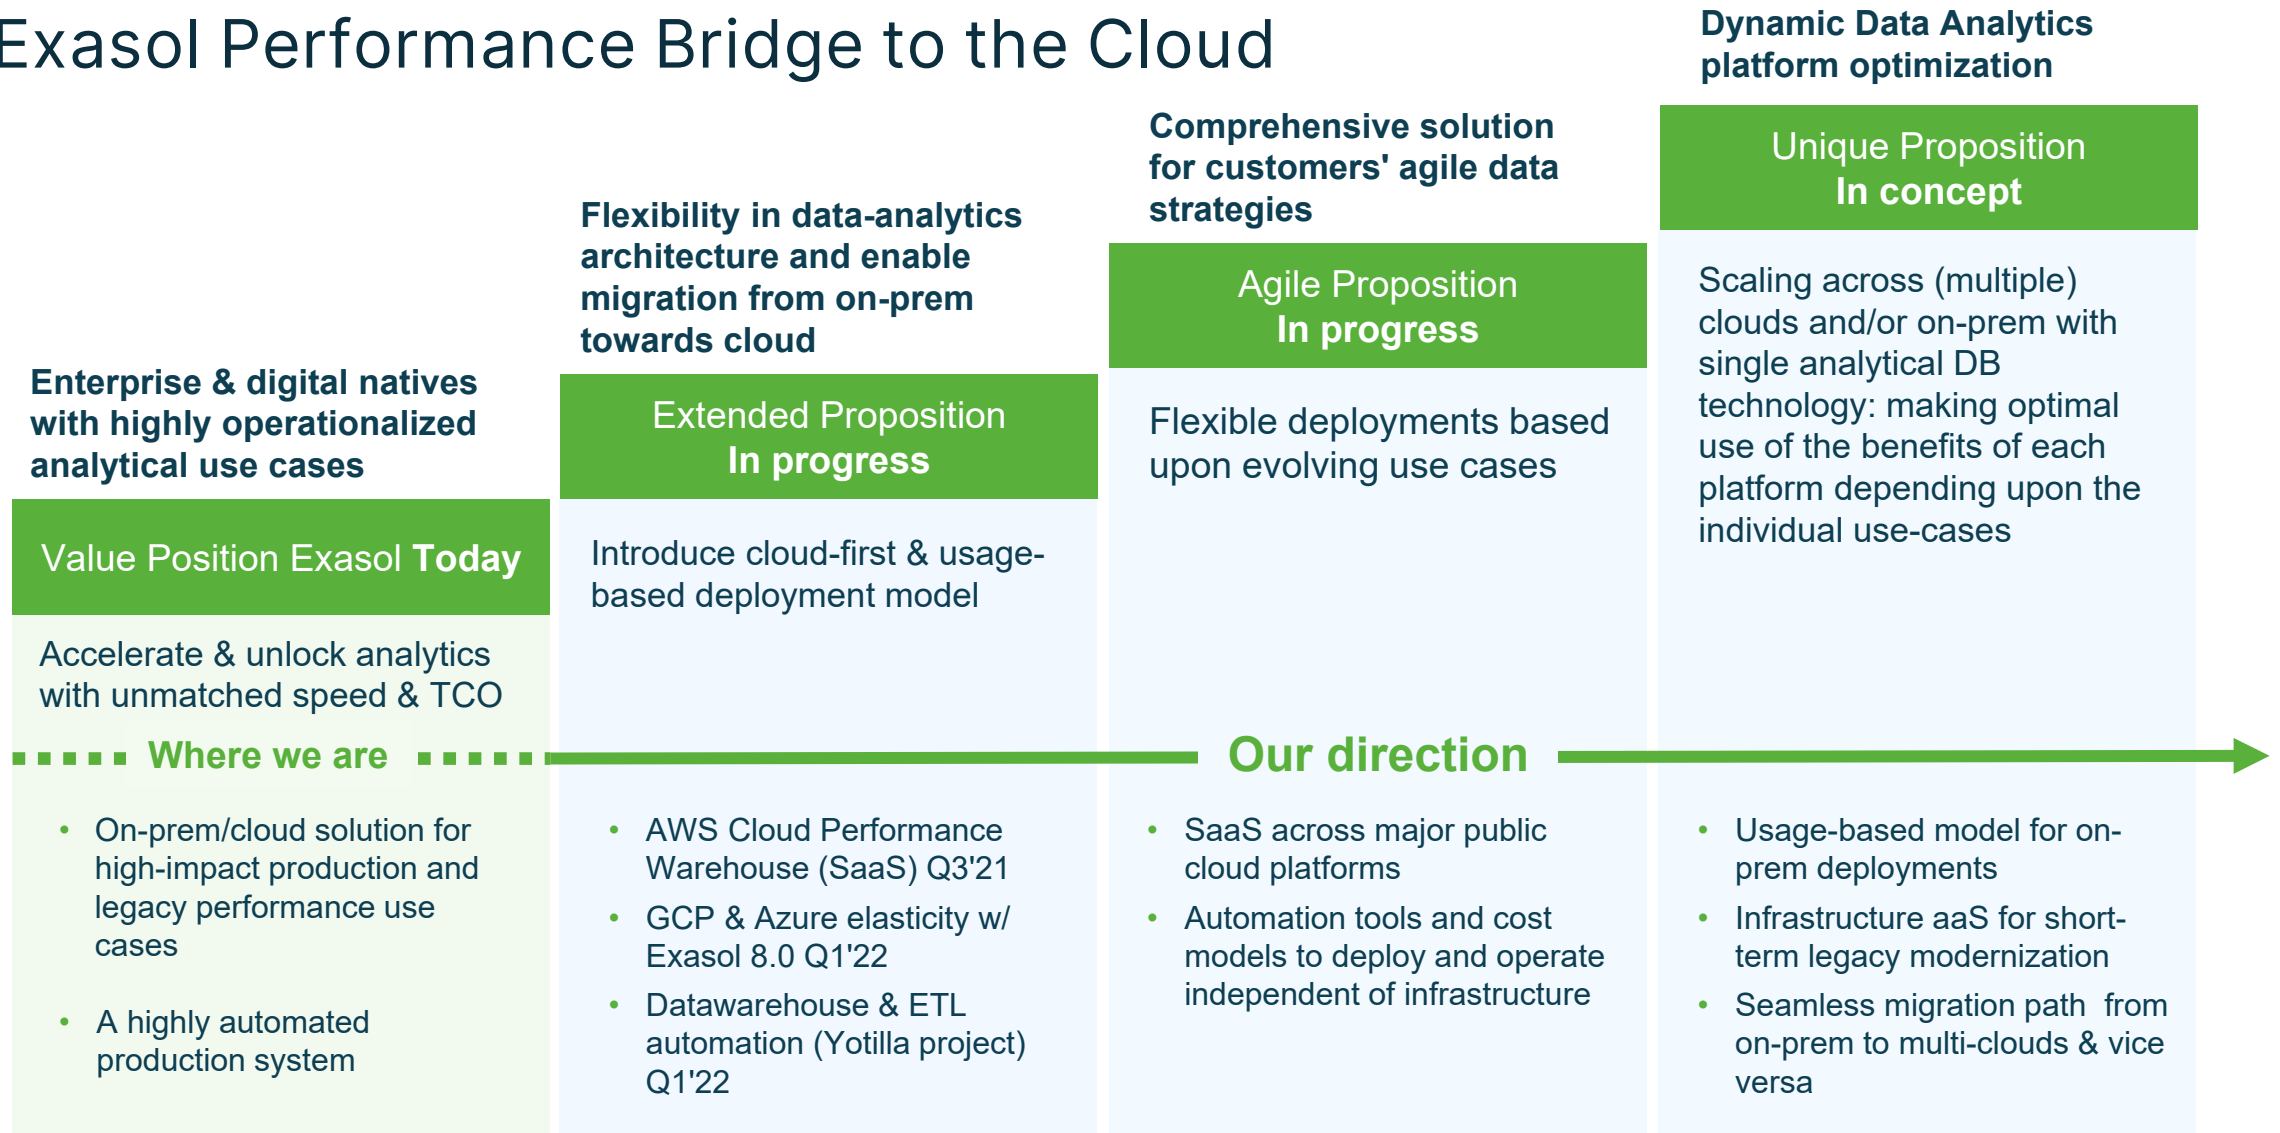 Exasol Performance Bridge to the Cloud
Enterprise & digital natives
with highly operationalized
analytical use cases
Value Position Exasol Today
Accelerate & unlock analytics
with unmatched speed & TCO
Where we are
• On-prem/cloud solution for
high-impact production and
legacy performance use
cases
• A highly automated
production system
Flexibility in data-analytics
architecture and enable
migration from on-prem
towards cloud
Extended Proposition
In progress
Introduce cloud-first & usage-
based deployment model
• AWS Cloud Performance
Warehouse (SaaS) Q3'21
• GCP & Azure elasticity w/
Exasol 8.0 Q1'22
• Datawarehouse & ETL
automation (Yotilla project)
Q1'22
Comprehensive solution
for customers' agile data
strategies
Agile Proposition
In progress
Flexible deployments based
upon evolving use cases
Our direction
• SaaS across major public
cloud platforms
• Automation tools and cost
models to deploy and operate
independent of infrastructure
Dynamic Data Analytics
platform optimization
Unique Proposition
In concept
Scaling across (multiple)
clouds and/or on-prem with
single analytical DB
technology: making optimal
use of the benefits of each
platform depending upon the
individual use-cases
• Usage-based model for on-
prem deployments
• Infrastructure aaS for short-
term legacy modernization
• Seamless migration path from
on-prem to multi-clouds & vice
versa